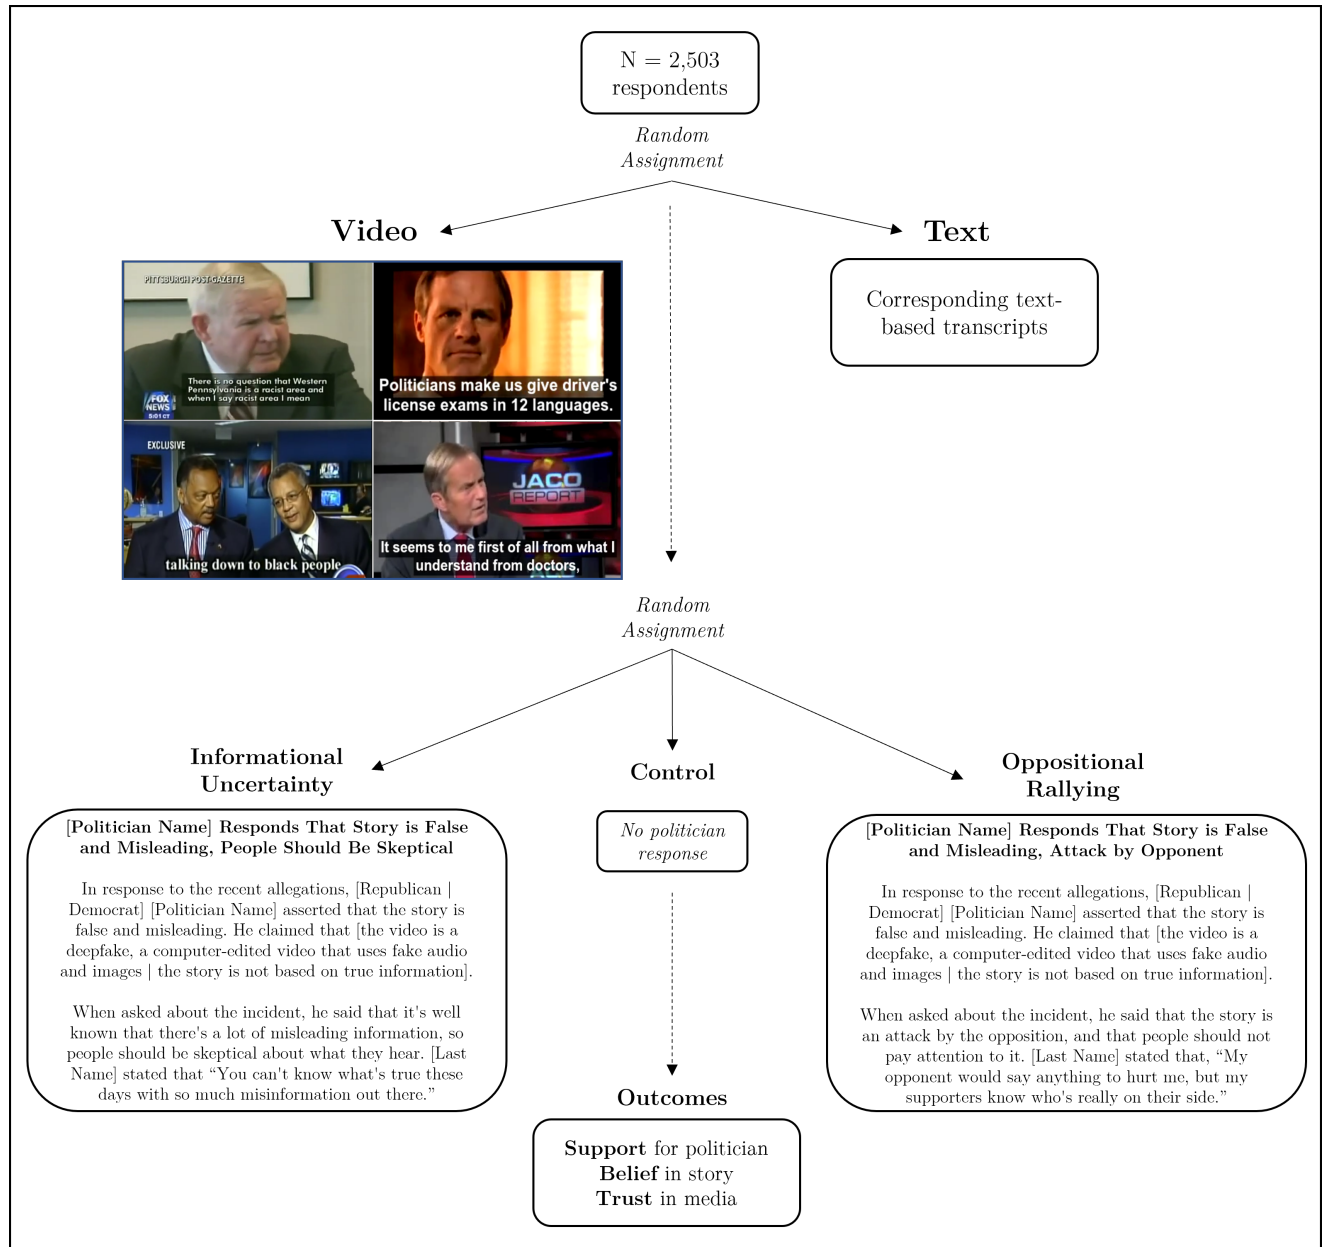 N = 2,503
respondents
Random
Assignment
Video
Text
PITTSBURGH POST-GAZETTE
There is no question that Western
Pennsylvania is a racist area and
when I say racist area I mean
FOX
NEWS
5:01 CT
Politicians make us give driver's
license exams in 12 languages.
EXCLUSIVE
talking down to black people
JACO
REPORT
It seems to me first of all from what I
understand from doctors,
Corresponding text-
based transcripts
Random
Assignment
Informational
Uncertainty
[Politician Name] Responds That Story is False
and Misleading, People Should Be Skeptical
In response to the recent allegations, [Republican |
Democrat] [Politician Name] asserted that the story is
false and misleading. He claimed that [the video is a
deepfake, a computer-edited video that uses fake audio
and images | the story is not based on true information].
When asked about the incident, he said that it's well
known that there's a lot of misleading information, so
people should be skeptical about what they hear. [Last
Name] stated that “You can't know what's true these
days with so much misinformation out there.”
Control
No politician
response
Oppositional
Rallying
[Politician Name] Responds That Story is False
and Misleading, Attack by Opponent
In response to the recent allegations, [Republican |
Democrat] [Politician Name] asserted that the story is
false and misleading. He claimed that [the video is a
deepfake, a computer-edited video that uses fake audio
and images | the story is not based on true information].
When asked about the incident, he said that the story is
an attack by the opposition, and that people should not
pay attention to it. [Last Name] stated that, “My
opponent would say anything to hurt me, but my
supporters know who's really on their side.”
Outcomes
Support for politician
Belief in story
Trust in media